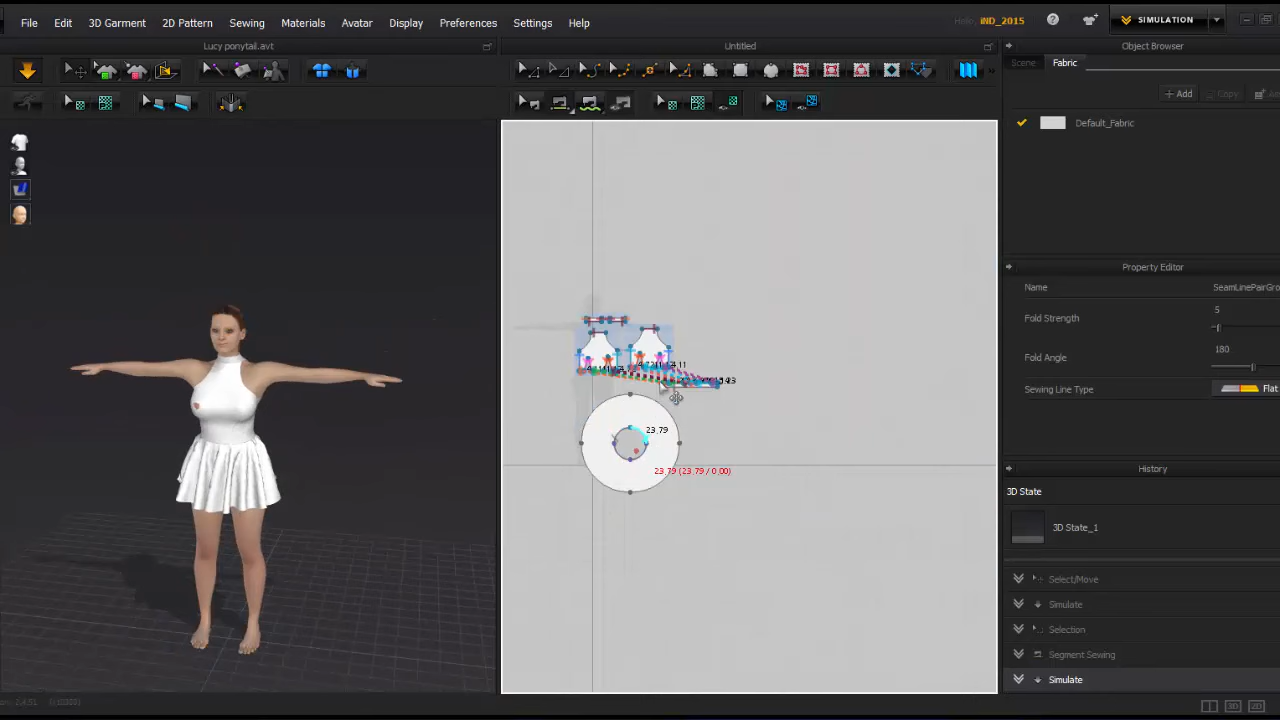 File Edit 3D Garment 2D Pattern Sewing Materials Avatar Display Preferences Settings Help
Hello, iND_2015
SIMULATION
Lucy ponytail.avt
Untitled
Object Browser
Scene Fabric
Add Copy
Default_Fabric
Property Editor
Name SeamLinePairGro
Fold Strength 5
Fold Angle 180
Sewing Line Type Flat
23.79
23.79 (23.79 / 0.00)
History
3D State
3D State_1
Select/Move
Simulate
Selection
Segment Sewing
Simulate
3D
2D